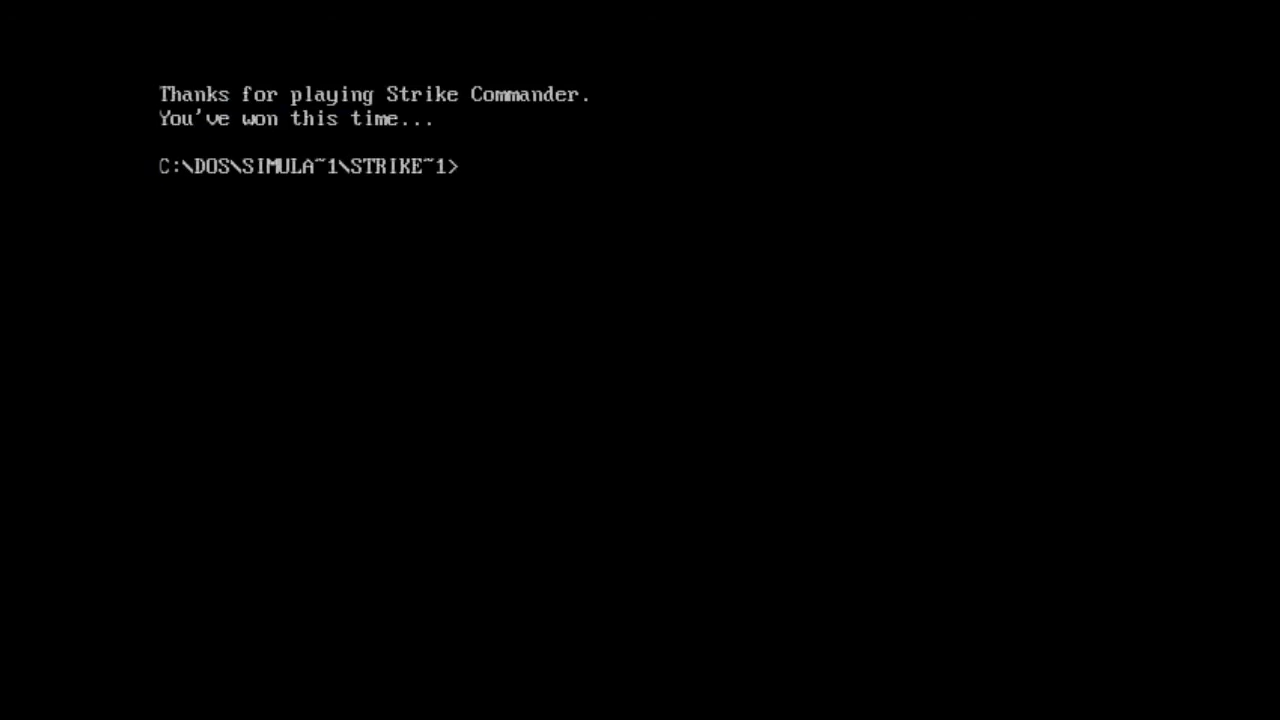 Thanks for playing Strike Commander.
You've won this time...
C:\DOS\SIMULA~1\STRIKE~1>